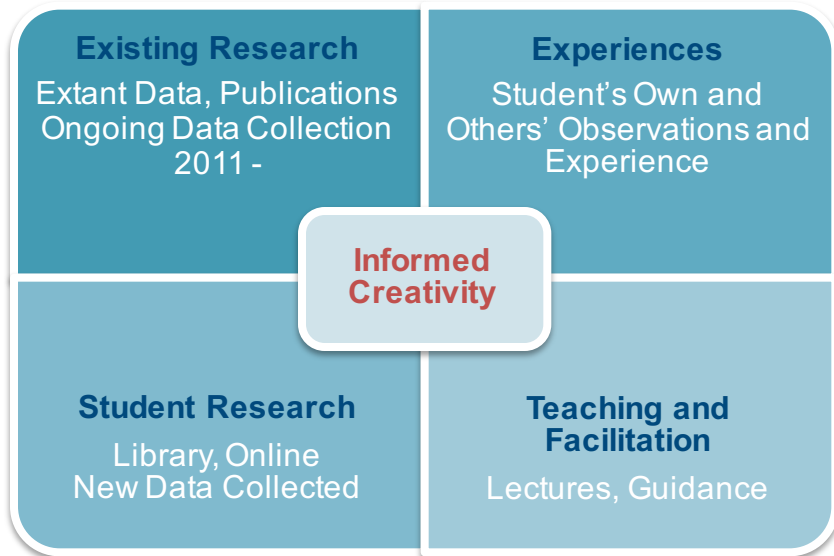 Existing Research
Extant Data, Publications
Ongoing Data Collection
2011 -
Experiences
Student’s Own and
Others’ Observations and
Experience
Informed
Creativity
Student Research
Library, Online
New Data Collected
Teaching and
Facilitation
Lectures, Guidance